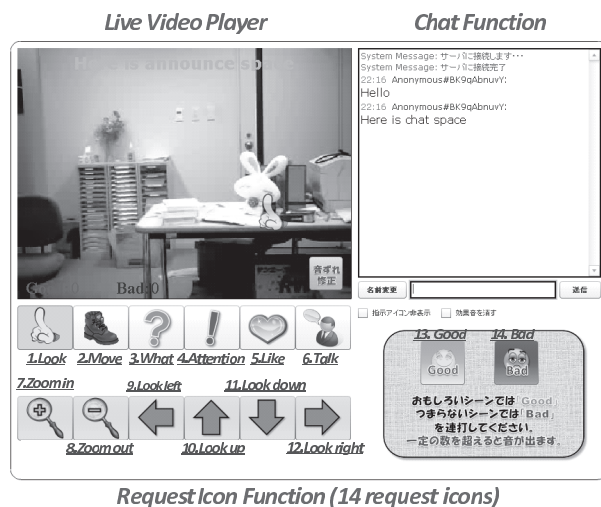 Live Video Player
Chat Function
Here is announce space
System Message: サーバに接続します・・・
System Message: サーバに接続完了
22:16 Anonymous#BK9qAbnuvY:
Hello
22:16 Anonymous#BK9qAbnuvY:
Here is chat space
Good:0 Bad:0
音ずれ
修正
名前変更
送信
指示アイコン非表示 効果音を消す
1.Look 2.Move 3.What 4.Attention 5.Like 6.Talk
7.Zoom in
9.Look left
11.Look down
8.Zoom out
10.Look up
12.Look right
13. Good 14. Bad
Good Bad
おもしろいシーンでは「Good」
つまらないシーンでは「Bad」
を連打してください。
一定の数を超えると音が出ます。
Request Icon Function (14 request icons)